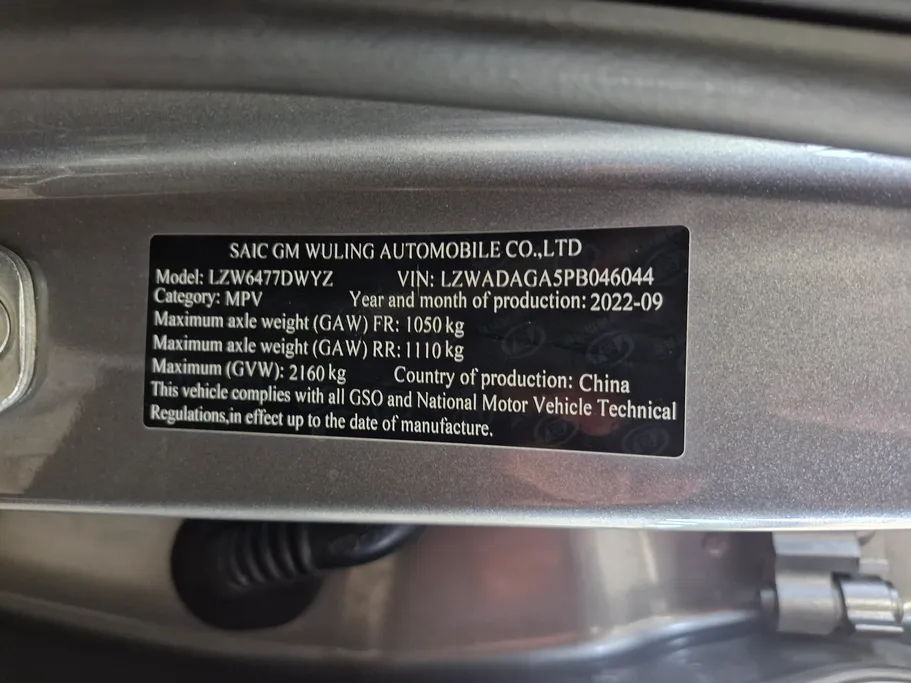 SAIC GM WULING AUTOMOBILE CO.,LTD
Model: LZW6477DWYZ VIN: LZWADAGA5PB046044
Category: MPV Year and month of production: 2022-09
Maximum axle weight (GAW) FR: 1050 kg
Maximum axle weight (GAW) RR: 1110 kg
Maximum (GVW): 2160 kg Country of production: China
This vehicle complies with all GSO and National Motor Vehicle Technical
Regulations,in effect up to the date of manufacture.